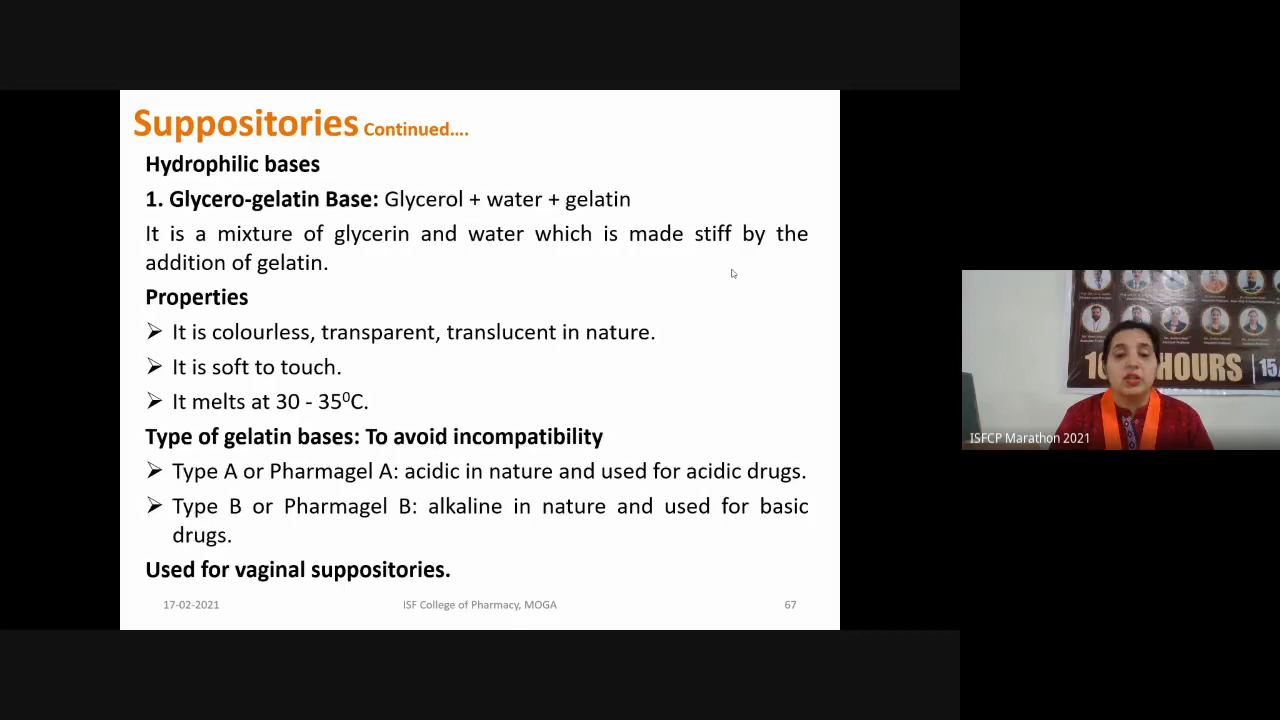 Suppositories Continued....
Hydrophilic bases
1. Glycero-gelatin Base: Glycerol + water + gelatin
It is a mixture of glycerin and water which is made stiff by the
addition of gelatin.
Properties
➢ It is colourless, transparent, translucent in nature.
➢ It is soft to touch.
➢ It melts at 30 - 35⁰C.
Type of gelatin bases: To avoid incompatibility
➢ Type A or Pharmagel A: acidic in nature and used for acidic drugs.
➢ Type B or Pharmagel B: alkaline in nature and used for basic
drugs.
Used for vaginal suppositories.
17-02-2021 ISF College of Pharmacy, MOGA 67
HOURS 15/
ISFCP Marathon 2021